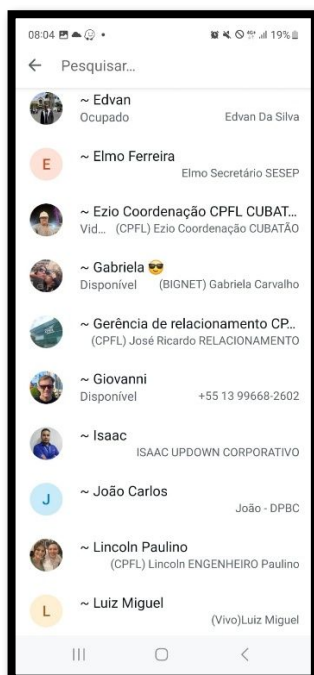 08:04
19%
Pesquisar...
~ Edvan
Ocupado Edvan Da Silva
E ~ Elmo Ferreira
Elmo Secretário SESEP
~ Ezio Coordenação CPFL CUBAT...
Vid... (CPFL) Ezio Coordenação CUBATÃO
~ Gabriela 😎
Disponível (BIGNET) Gabriela Carvalho
~ Gerência de relacionamento CP...
(CPFL) José Ricardo RELACIONAMENTO
~ Giovanni
Disponível +55 13 99668-2602
~ Isaac
ISAAC UPDOWN CORPORATIVO
J ~ João Carlos
João - DPBC
~ Lincoln Paulino
(CPFL) Lincoln ENGENHEIRO Paulino
L ~ Luiz Miguel
(Vivo)Luiz Miguel